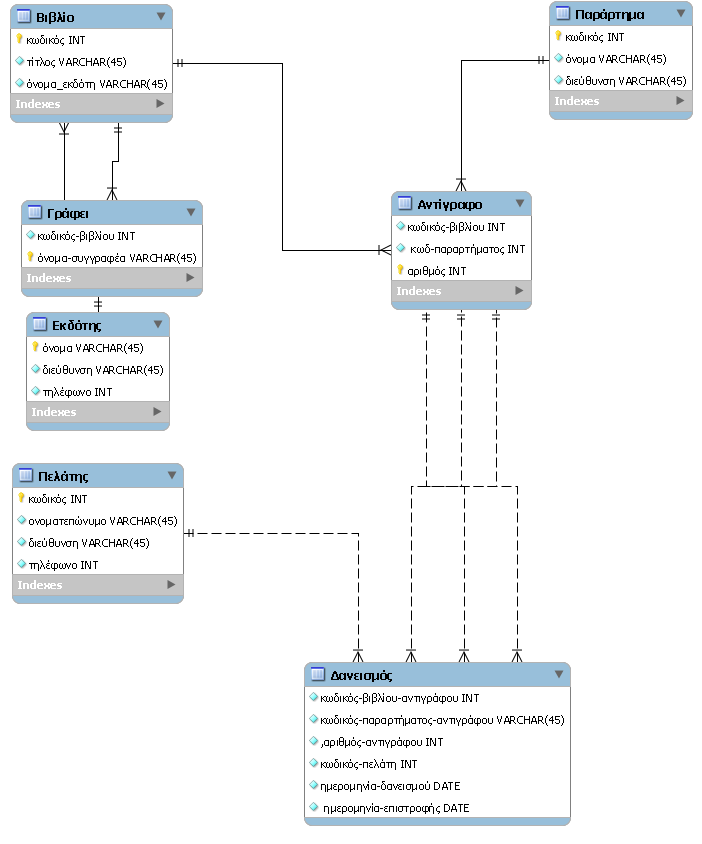 Βιβλίο
κωδικός INT
τίτλος VARCHAR(45)
όνομα_εκδότη VARCHAR(45)
Indexes
Παράρτημα
κωδικός INT
όνομα VARCHAR(45)
διεύθυνση VARCHAR(45)
Indexes
Γράφει
κωδικός-βιβλίου INT
όνομα-συγγραφέα VARCHAR(45)
Indexes
Αντίγραφο
κωδικός-βιβλίου INT
κωδ-παραρτήματος INT
αριθμός INT
Indexes
Εκδότης
όνομα VARCHAR(45)
διεύθυνση VARCHAR(45)
τηλέφωνο INT
Indexes
Πελάτης
κωδικός INT
ονοματεπώνυμο VARCHAR(45)
διεύθυνση VARCHAR(45)
τηλέφωνο INT
Indexes
Δανεισμός
κωδικός-βιβλίου-αντιγράφου INT
κωδικός-παραρτήματος-αντιγράφου VARCHAR(45)
,αριθμός-αντιγράφου INT
κωδικός-πελάτη INT
ημερομηνία-δανεισμού DATE
ημερομηνία-επιστροφής DATE